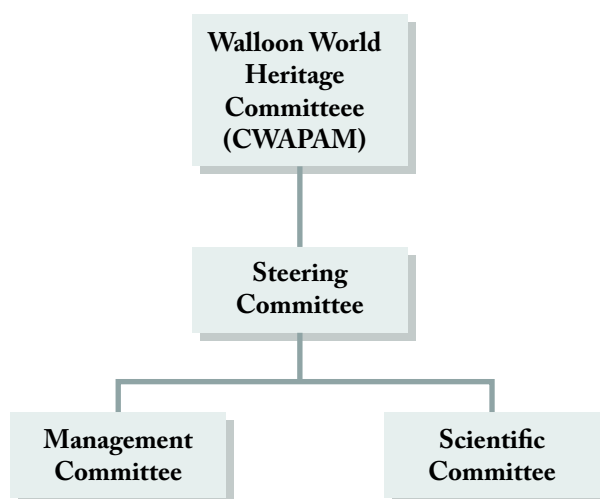 Walloon World
Heritage
Committeee
(CWAPAM)
Steering
Committee
Management
Committee
Scientific
Committee